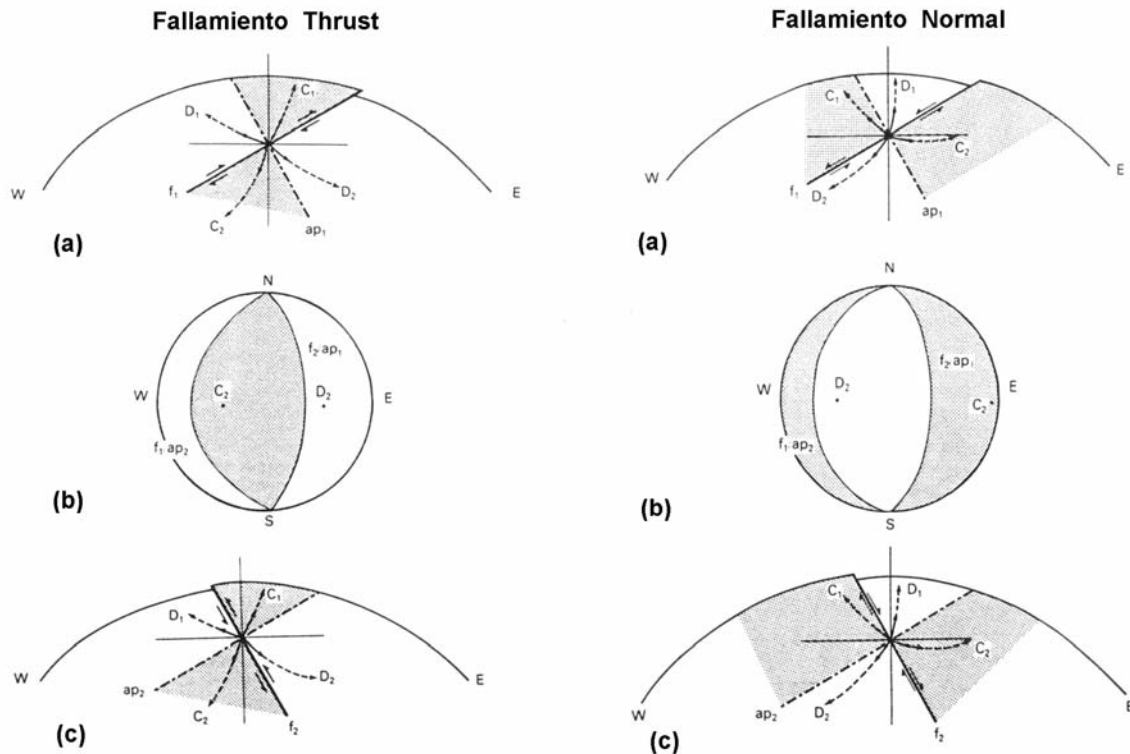 Fallamiento Thrust
C₁
D₁
W
f₁
D₂
E
C₂
ap₁
(a)
N
f₂·ap₁
W
C₂
D₂
E
f₁·ap₂
(b)
S
C₁
D₁
W
ap₂
D₂
E
C₂
f₂
(c)
Fallamiento Normal
D₁
C₁
C₂
W
f₁
D₂
E
ap₁
(a)
N
f₂·ap₁
W
D₂
E
C₂
f₁·ap₂
(b)
S
C₁
D₁
C₂
W
ap₂
D₂
E
f₂
(c)